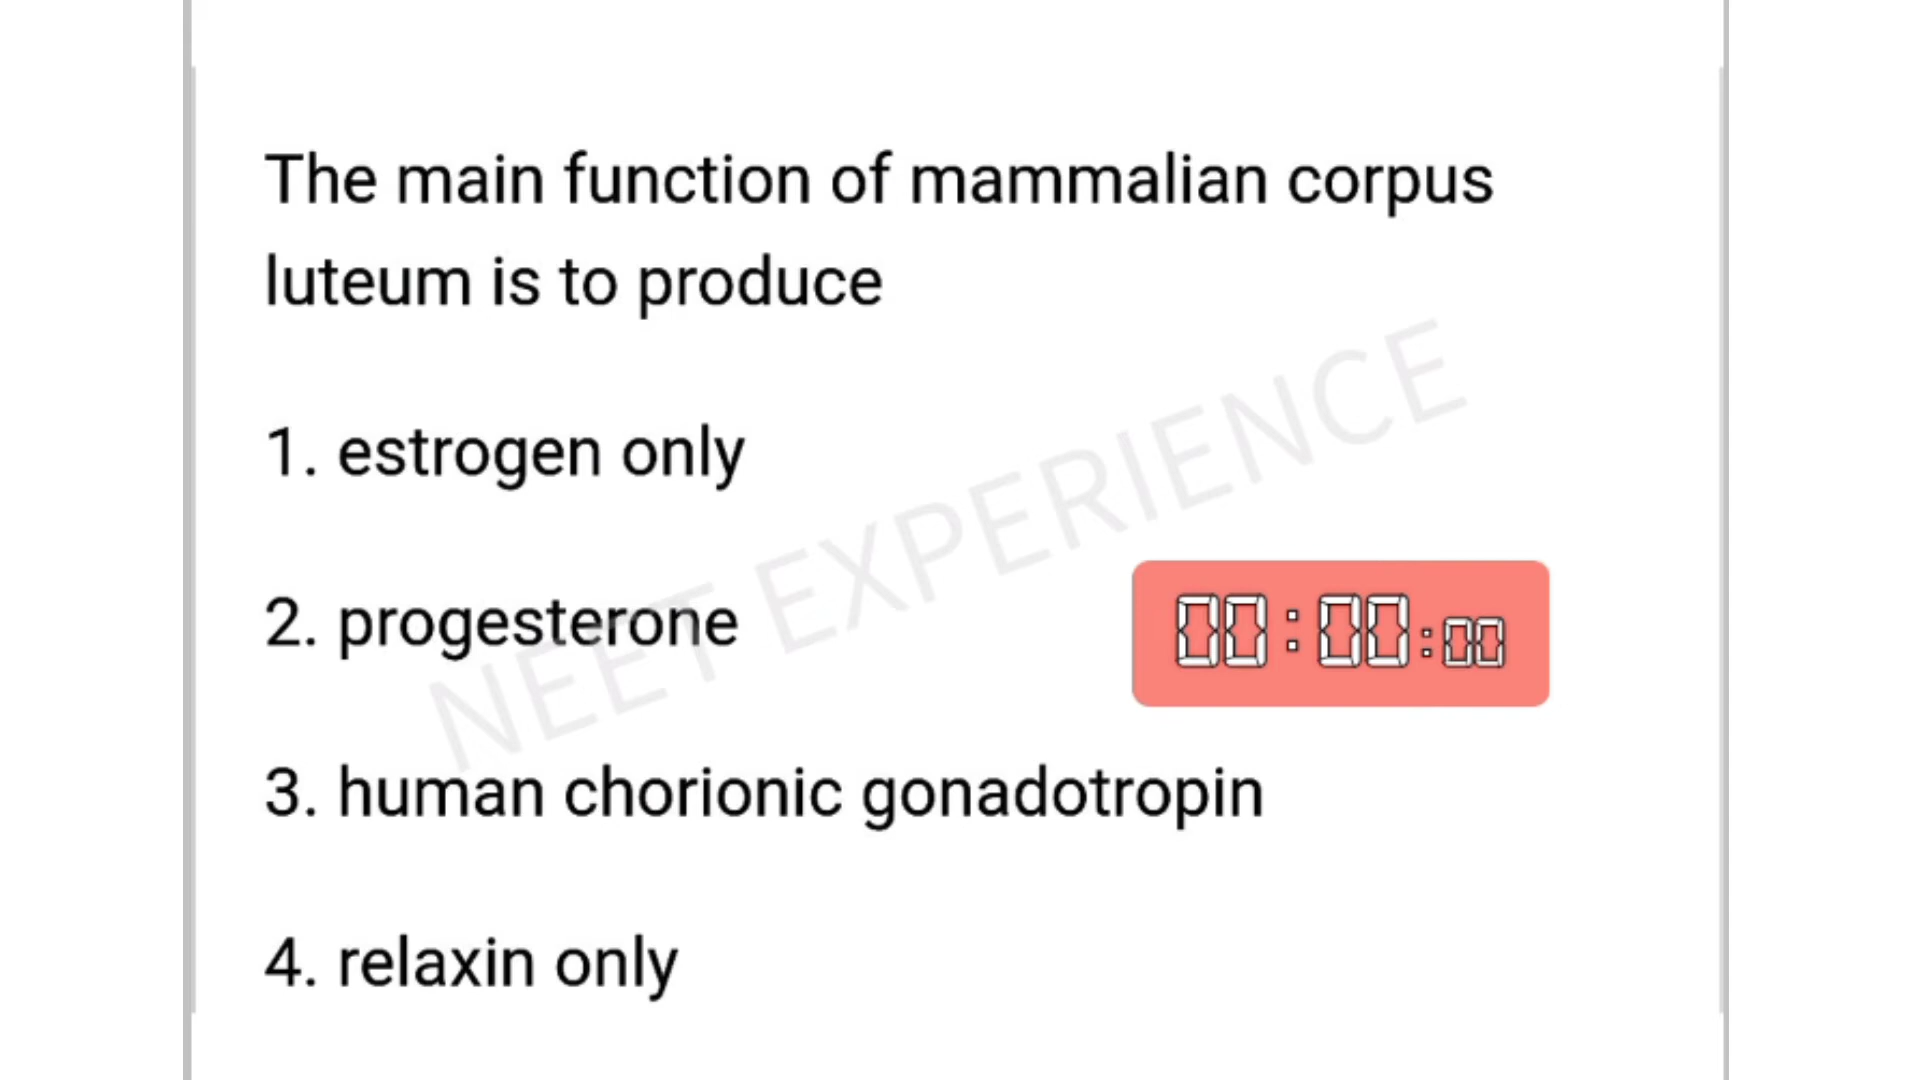 The main function of mammalian corpus
luteum is to produce
1. estrogen only
2. progesterone
3. human chorionic gonadotropin
4. relaxin only
00:00:00
NEET EXPERIENCE